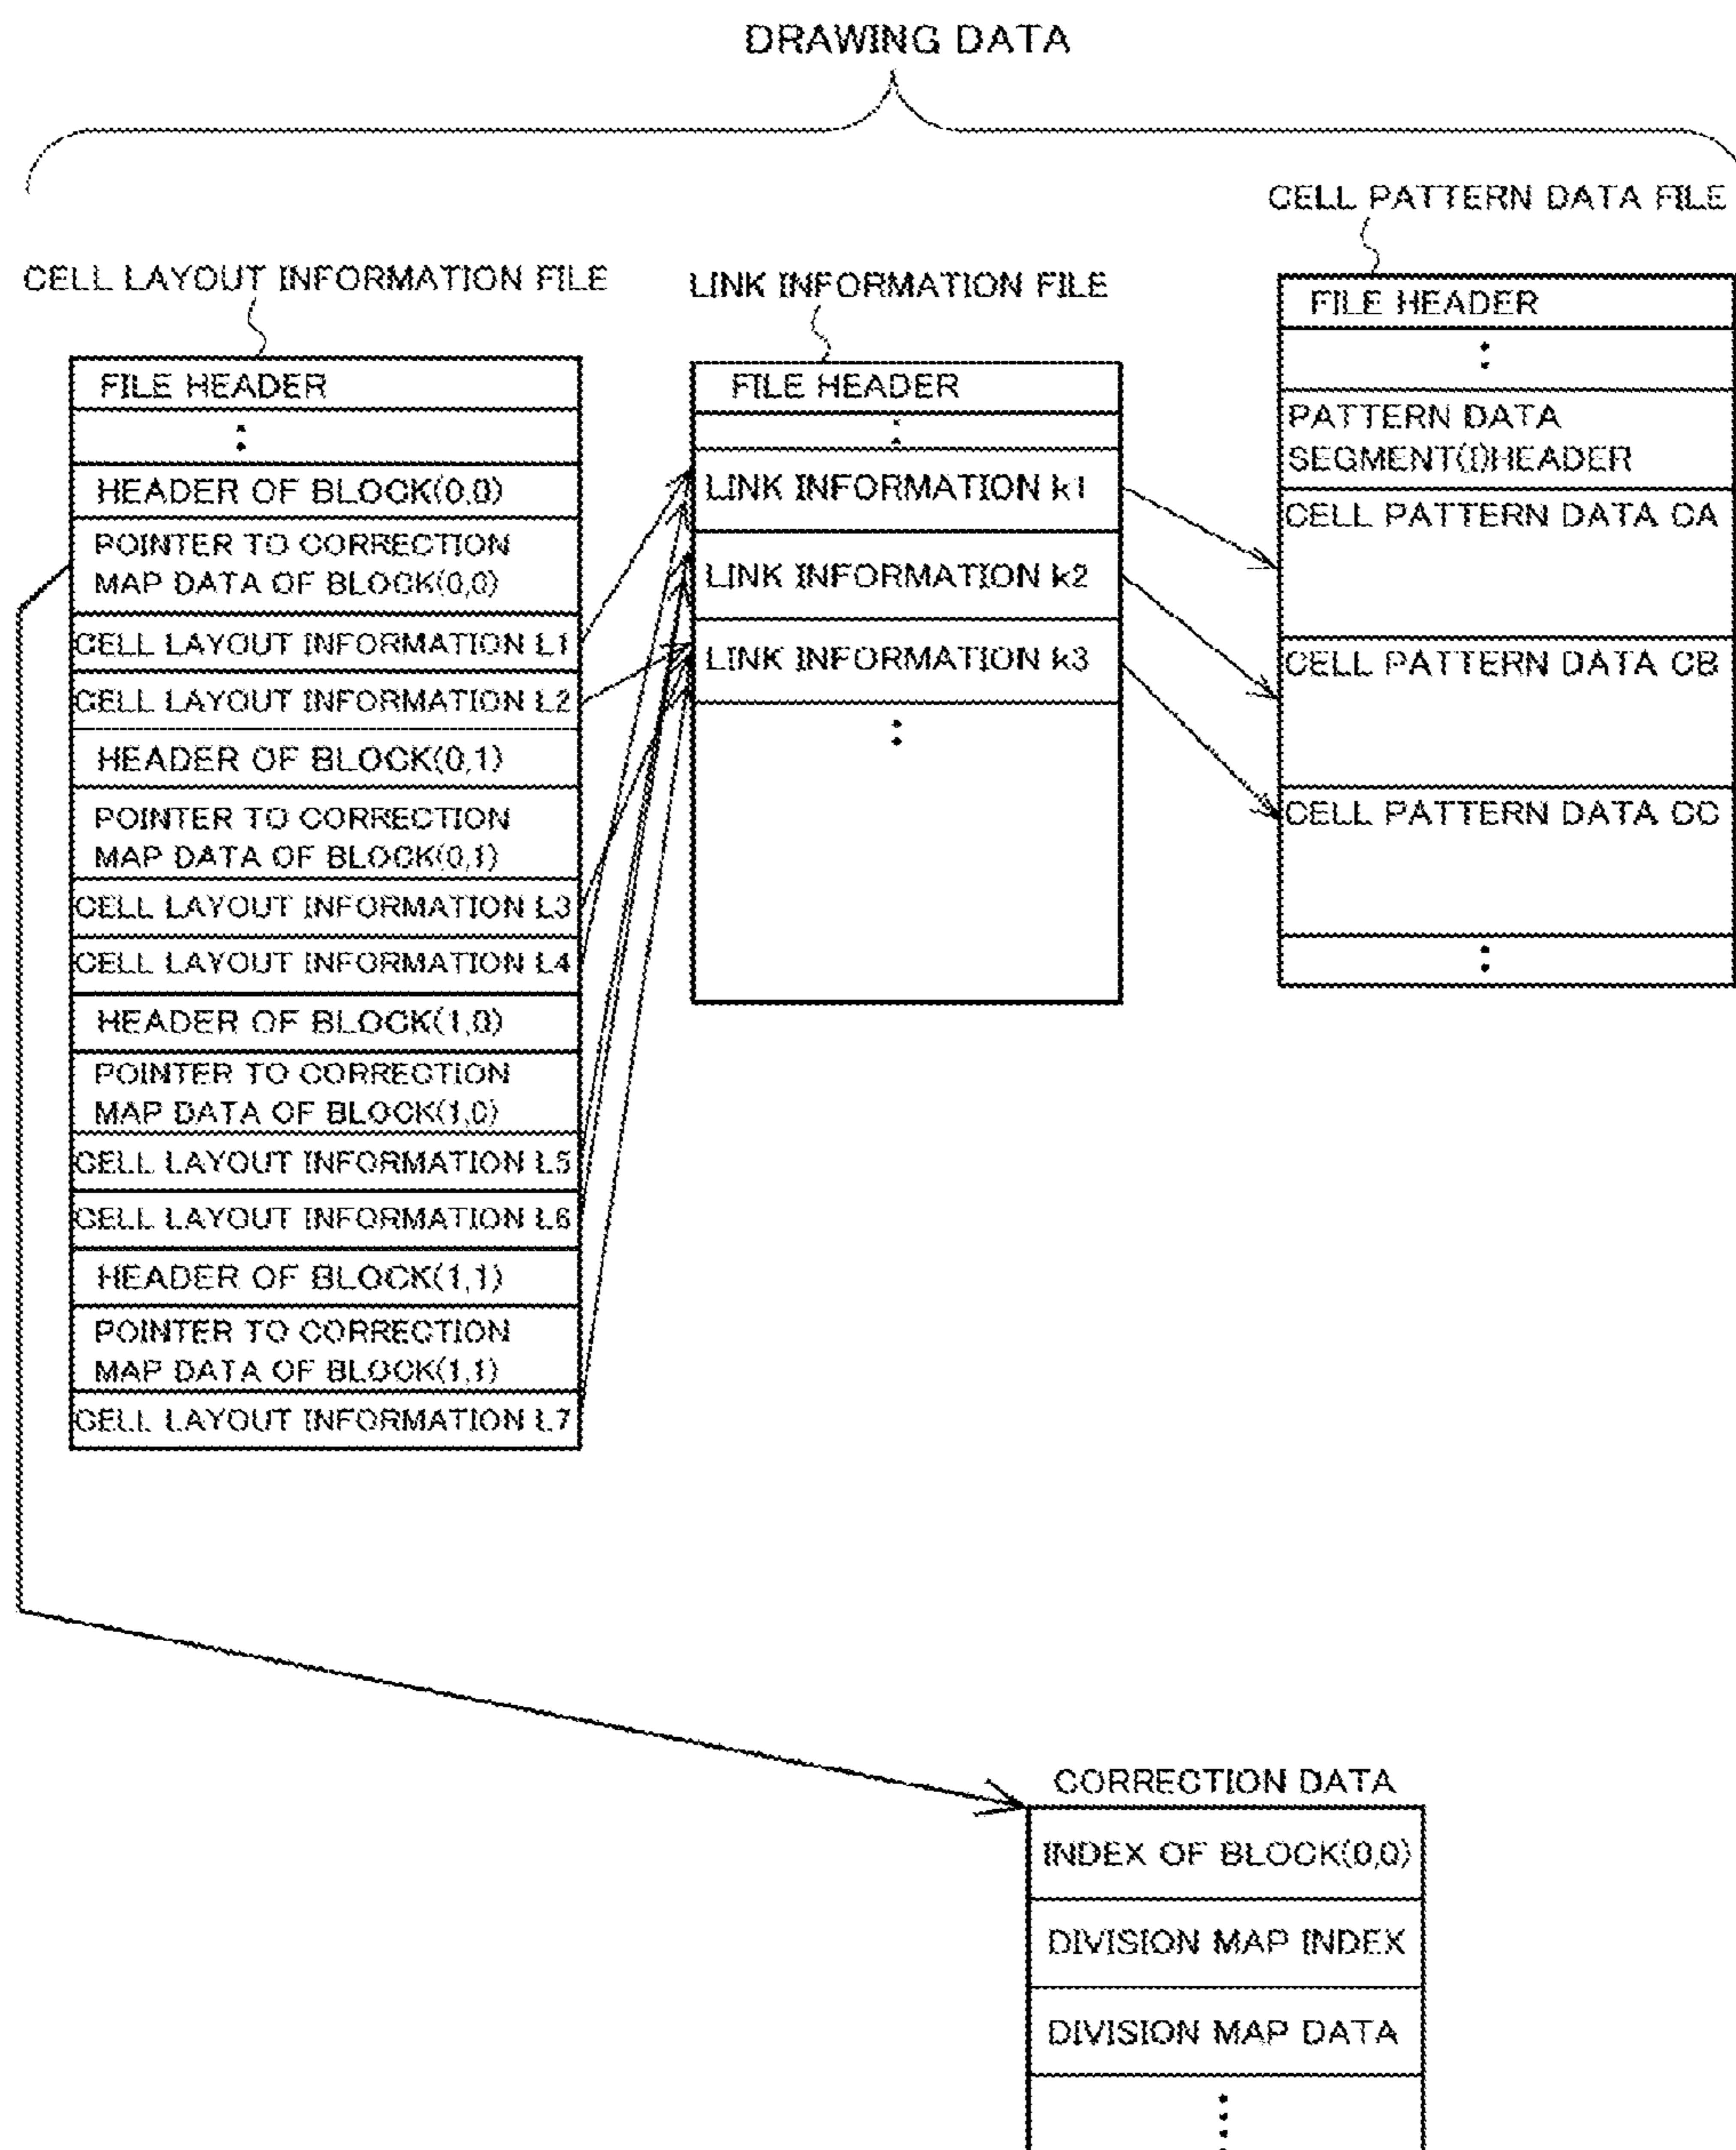 DRAWING DATA
CELL LAYOUT INFORMATION FILE
FILE HEADER
HEADER OF BLOCK(0,0)
POINTER TO CORRECTION
MAP DATA OF BLOCK(0,0)
CELL LAYOUT INFORMATION L1
CELL LAYOUT INFORMATION L2
HEADER OF BLOCK(0,1)
POINTER TO CORRECTION
MAP DATA OF BLOCK(0,1)
CELL LAYOUT INFORMATION L3
CELL LAYOUT INFORMATION L4
HEADER OF BLOCK(1,0)
POINTER TO CORRECTION
MAP DATA OF BLOCK(1,0)
CELL LAYOUT INFORMATION L5
CELL LAYOUT INFORMATION L6
HEADER OF BLOCK(1,1)
POINTER TO CORRECTION
MAP DATA OF BLOCK(1,1)
CELL LAYOUT INFORMATION L7
LINK INFORMATION FILE
FILE HEADER
LINK INFORMATION k1
LINK INFORMATION k2
LINK INFORMATION k3
CELL PATTERN DATA FILE
FILE HEADER
PATTERN DATA
SEGMENT(I)HEADER
CELL PATTERN DATA CA
CELL PATTERN DATA CB
CELL PATTERN DATA CC
CORRECTION DATA
INDEX OF BLOCK(0,0)
DIVISION MAP INDEX
DIVISION MAP DATA